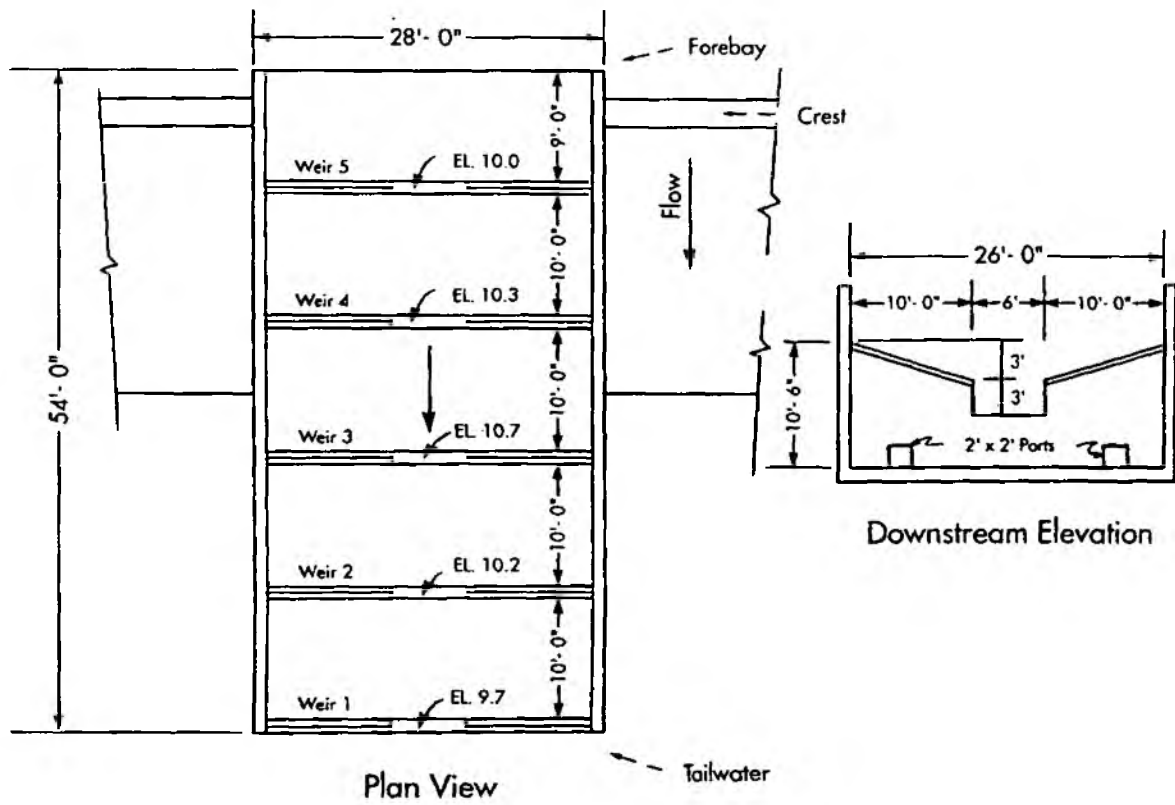 28'- 0"
Forebay
Crest
9'- 0"
Weir 5
EL. 10.0
Flow
10'- 0"
Weir 4
EL. 10.3
54'- 0"
10'- 0"
Weir 3
EL. 10.7
10'- 0"
Weir 2
EL. 10.2
10'- 0"
Weir 1
EL. 9.7
Tailwater
Plan View
26'- 0"
10'- 0"
6'
10'- 0"
3'
3'
10'- 6"
2' x 2' Ports
Downstream Elevation